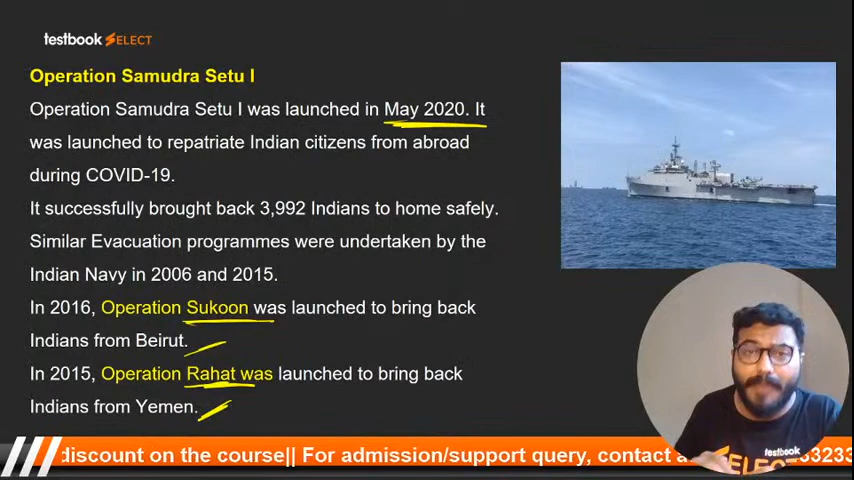 testbook SELECT
Operation Samudra Setu I
Operation Samudra Setu I was launched in May 2020. It
was launched to repatriate Indian citizens from abroad
during COVID-19.
It successfully brought back 3,992 Indians to home safely.
Similar Evacuation programmes were undertaken by the
Indian Navy in 2006 and 2015.
In 2016, Operation Sukoon was launched to bring back
Indians from Beirut.
In 2015, Operation Rahat was launched to bring back
Indians from Yemen.
testbook
SELECT
discount on the course|| For admission/support query, contact